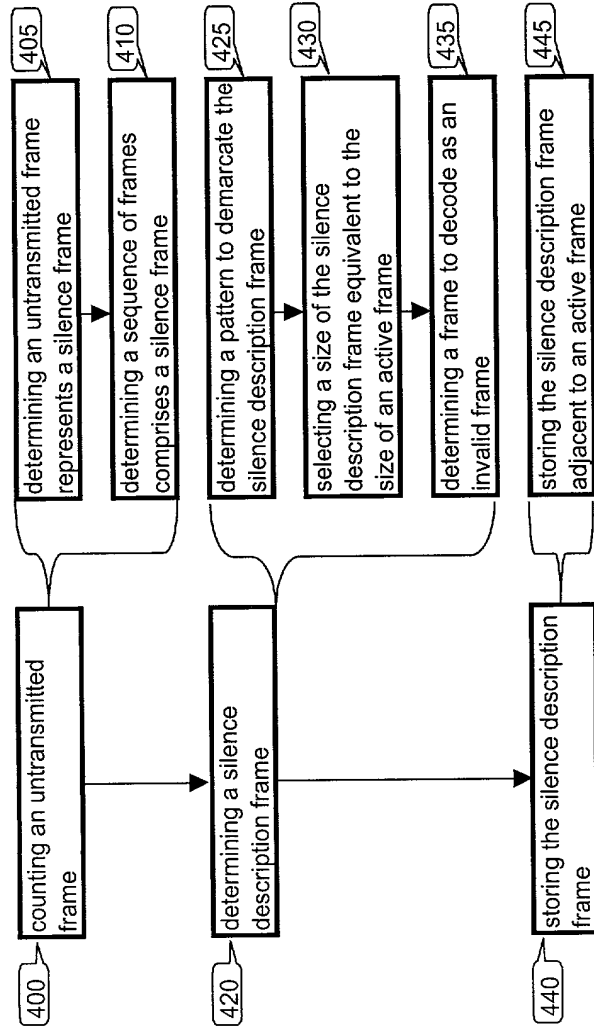 400
counting an untransmitted
frame
405
determining an untransmitted frame
represents a silence frame
410
determining a sequence of frames
comprises a silence frame
420
determining a silence
description frame
425
determining a pattern to demarcate the
silence description frame
430
selecting a size of the silence
description frame equivalent to the
size of an active frame
435
determining a frame to decode as an
invalid frame
440
storing the silence description
frame
445
storing the silence description frame
adjacent to an active frame